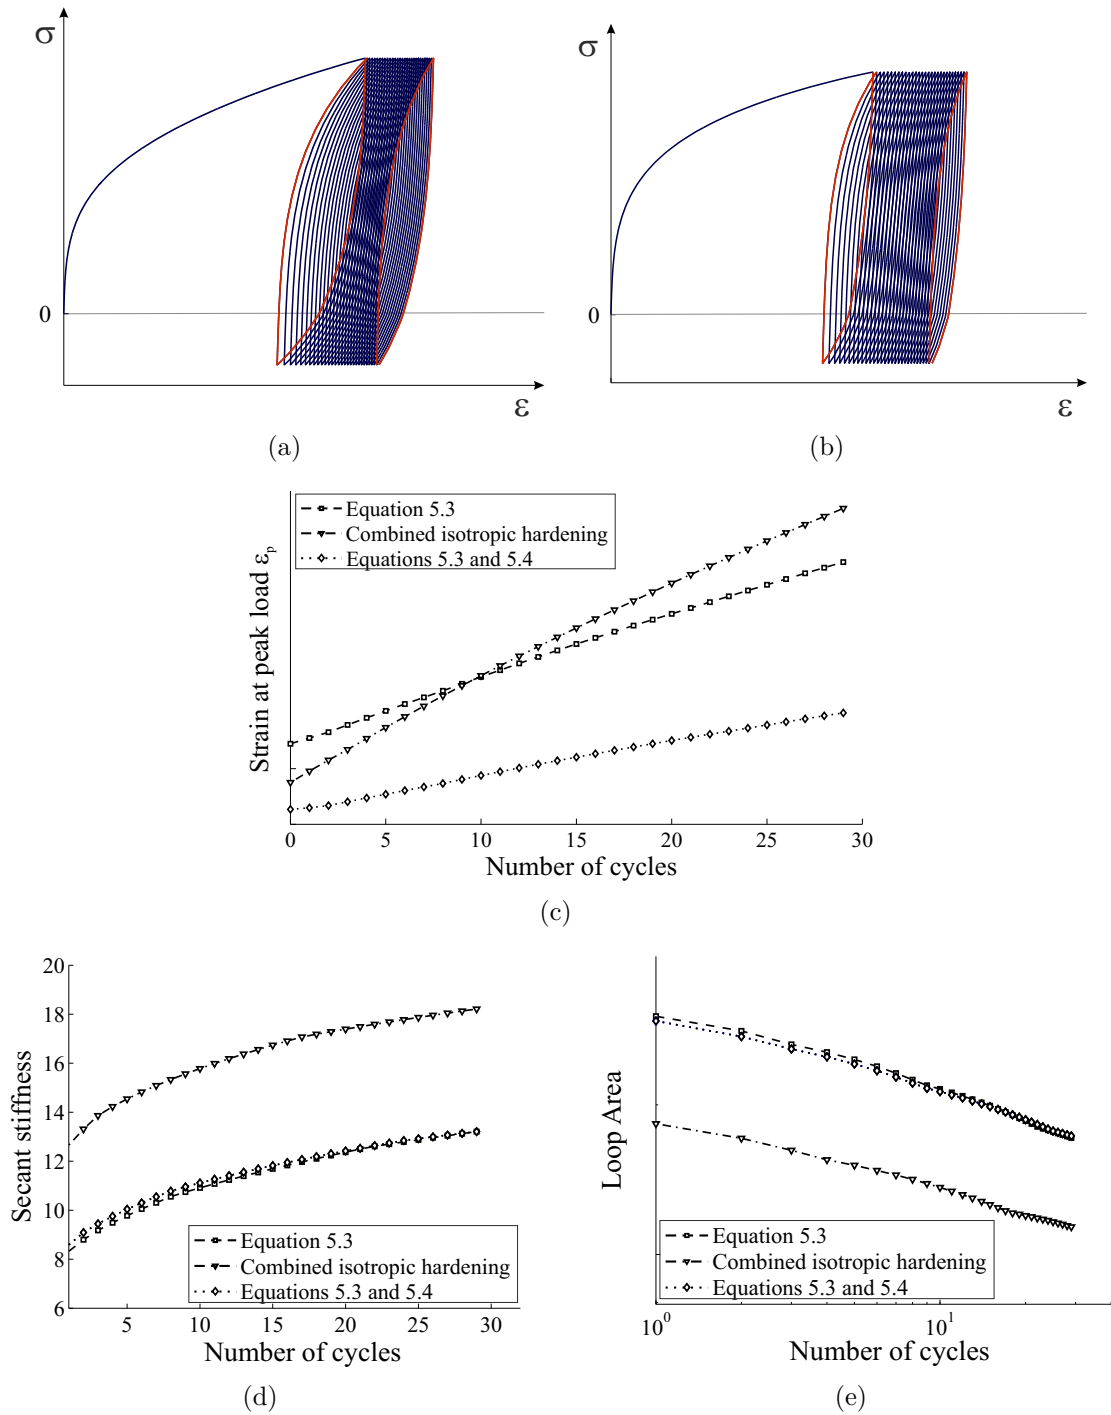 σ
0
ε
(a)
σ
0
ε
(b)
Strain at peak load εp
Equation 5.3
Combined isotropic hardening
Equations 5.3 and 5.4
0 5 10 15 20 25 30
Number of cycles
(c)
Secant stiffness
20
18
16
14
12
10
8
6
Equation 5.3
Combined isotropic hardening
Equations 5.3 and 5.4
5 10 15 20 25 30
Number of cycles
(d)
Loop Area
Equation 5.3
Combined isotropic hardening
Equations 5.3 and 5.4
10⁰ 10¹
Number of cycles
(e)